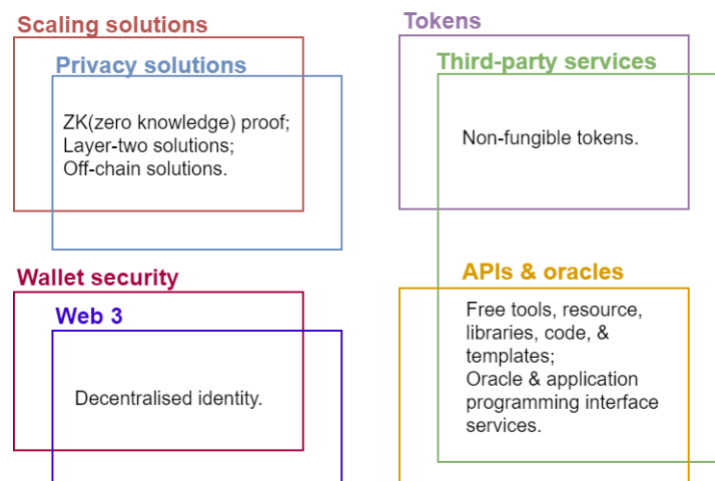 Scaling solutions
Privacy solutions
ZK(zero knowledge) proof;
Layer-two solutions;
Off-chain solutions.
Tokens
Third-party services
Non-fungible tokens.
Wallet security
Web 3
Decentralised identity.
APIs & oracles
Free tools, resource,
libraries, code, &
templates;
Oracle & application
programming interface
services.